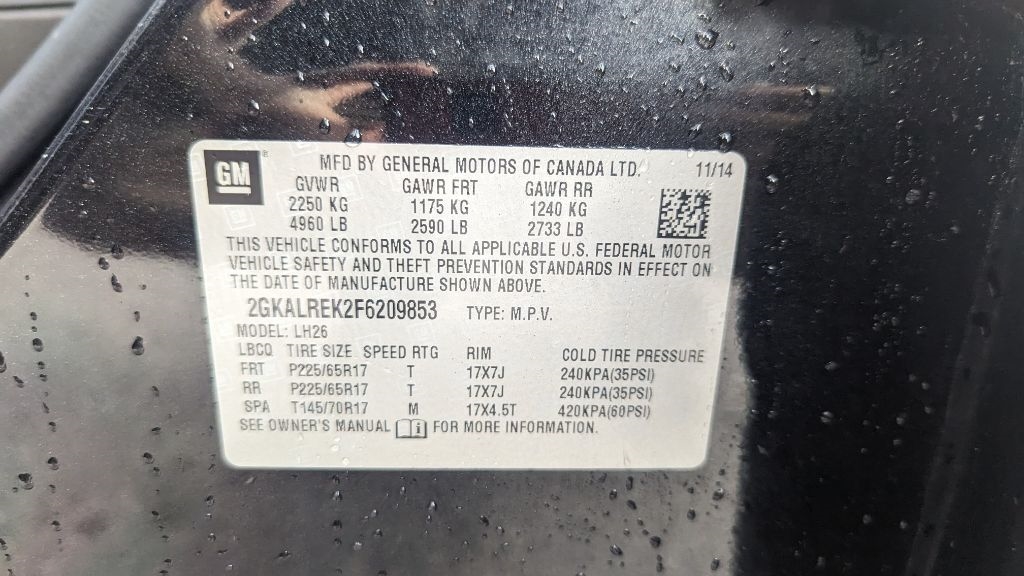 GM ® MFD BY GENERAL MOTORS OF CANADA LTD. 11/14
GVWR GAWR FRT GAWR RR
2250 KG 1175 KG 1240 KG
4960 LB 2590 LB 2733 LB
THIS VEHICLE CONFORMS TO ALL APPLICABLE U.S. FEDERAL MOTOR
VEHICLE SAFETY AND THEFT PREVENTION STANDARDS IN EFFECT ON
THE DATE OF MANUFACTURE SHOWN ABOVE.
2GKALREK2F6209853 TYPE: M.P.V.
MODEL: LH26
LBCQ TIRE SIZE SPEED RTG RIM COLD TIRE PRESSURE
FRT P225/65R17 T 17X7J 240KPA(35PSI)
RR P225/65R17 T 17X7J 240KPA(35PSI)
SPA T145/70R17 M 17X4.5T 420KPA(60PSI)
SEE OWNER'S MANUAL FOR MORE INFORMATION.